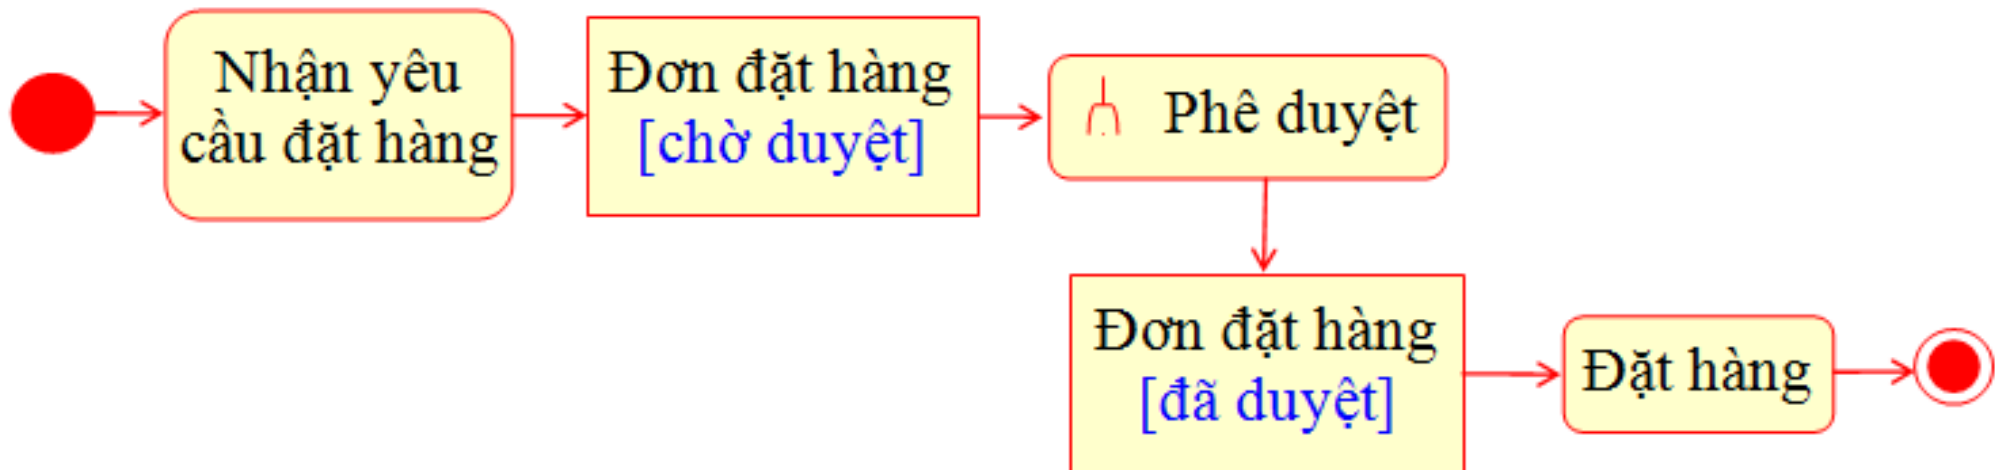 Nhận yêu
cầu đặt hàng
Đơn đặt hàng
[chờ duyệt]
Phê duyệt
Đơn đặt hàng
[đã duyệt]
Đặt hàng